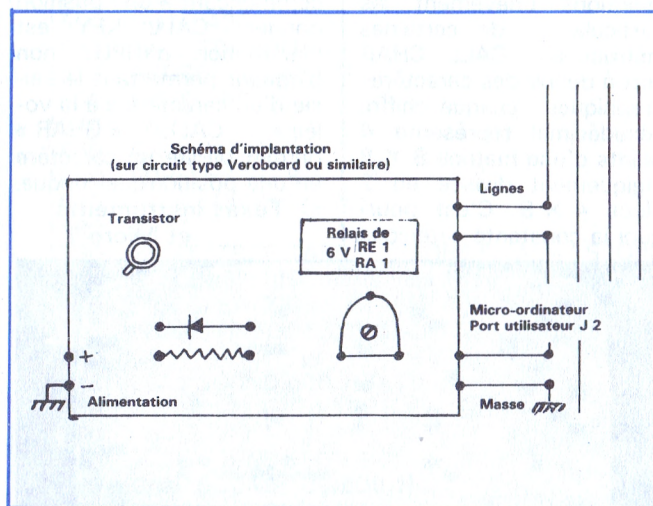 Schéma d'implantation
(sur circuit type Verobord ou similaire)
Lignes
Transistor
Relais de
6 V RE 1
RA 1
Micro-ordinateur
Port utilisateur J 2
+
−
Alimentation
Masse